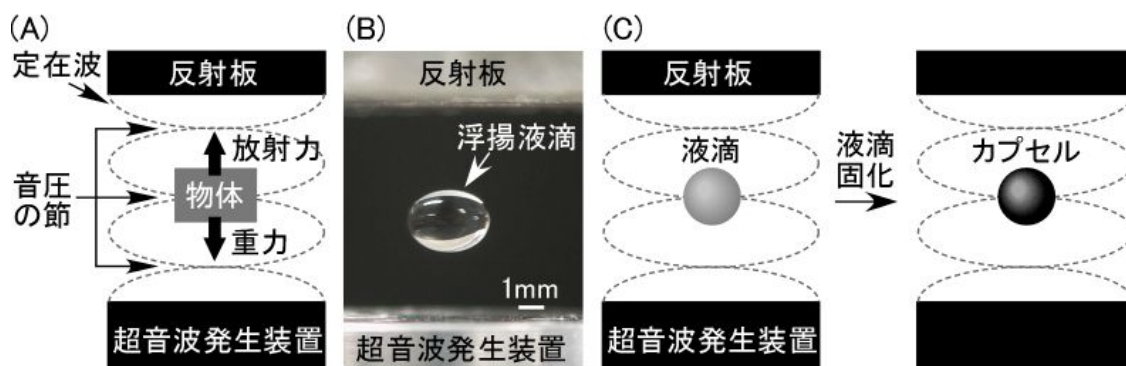 (A)
定在波
反射板
放射力
音圧
の節
物体
重力
超音波発生装置
(B)
反射板
浮揚液滴
1mm
超音波発生装置
(C)
反射板
液滴
超音波発生装置
液滴
固化
カプセル